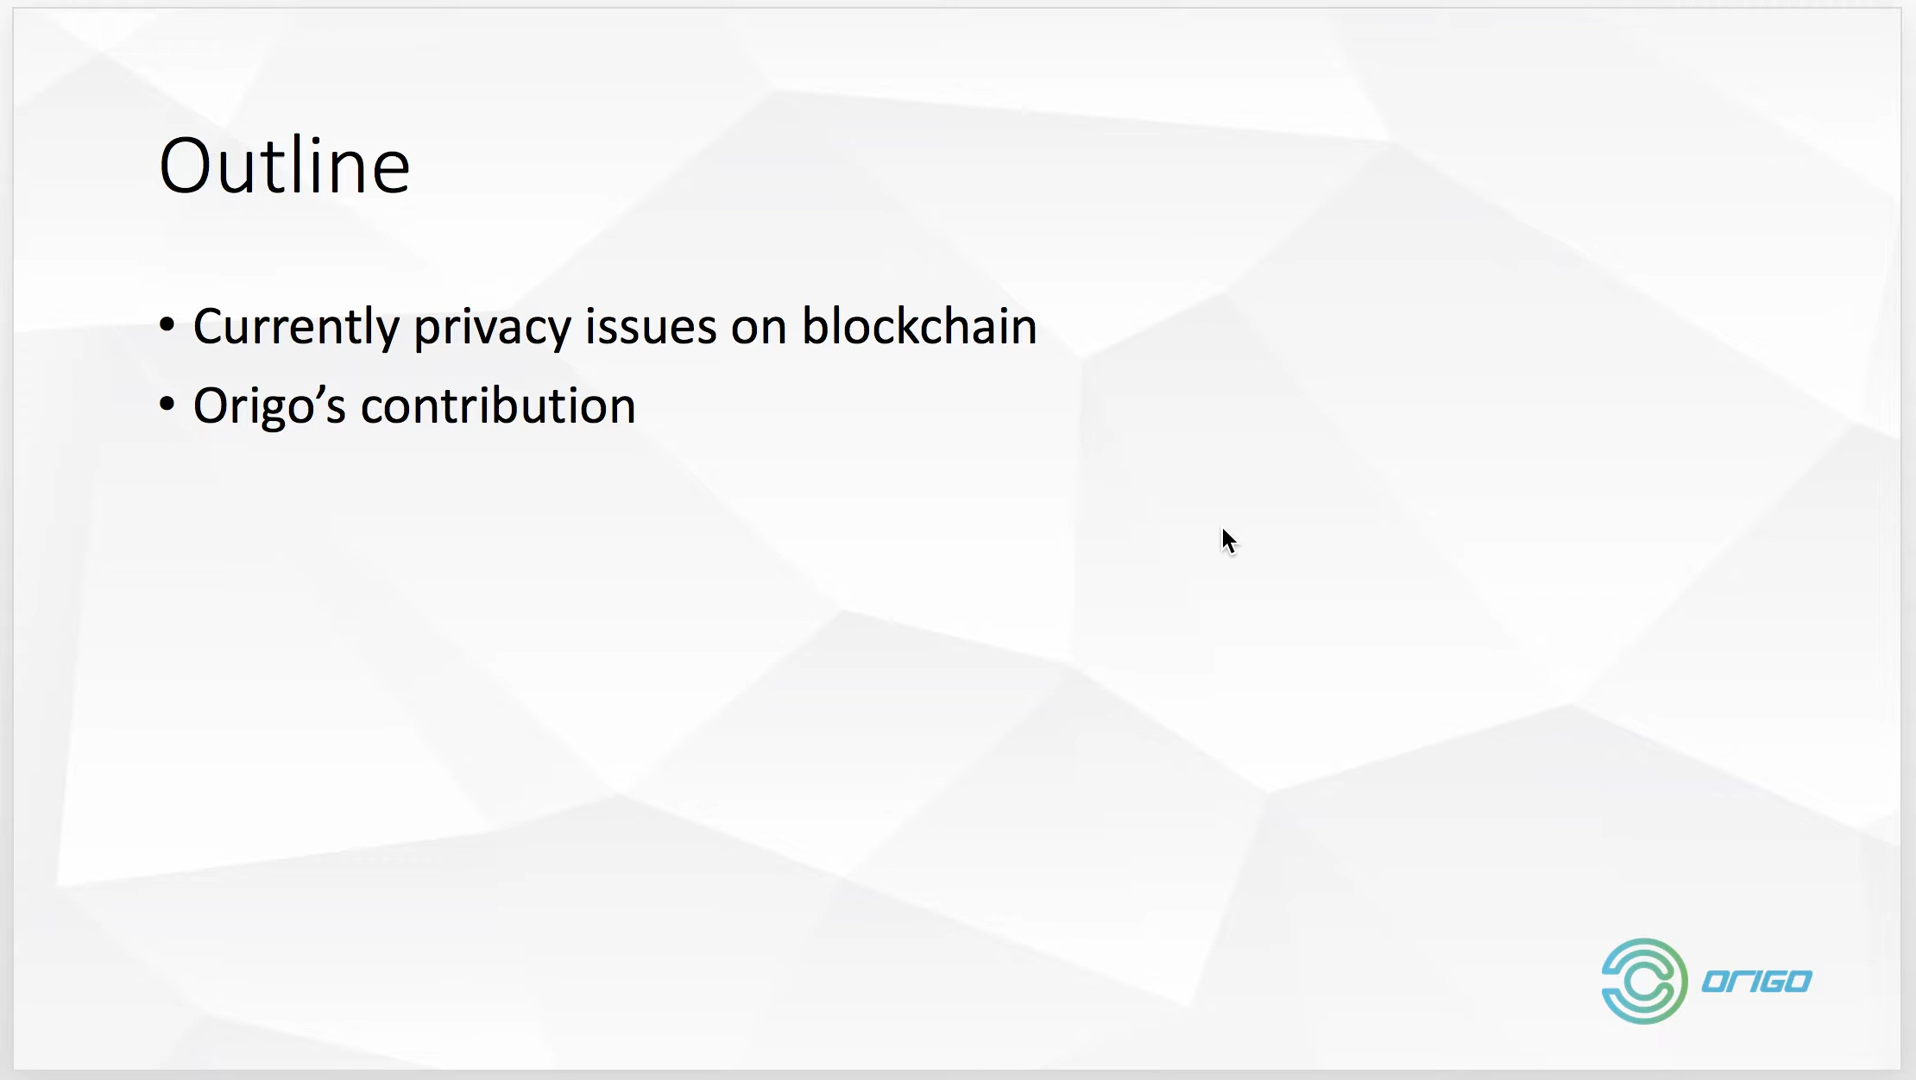 Outline
• Currently privacy issues on blockchain
• Origo’s contribution
ORIGO